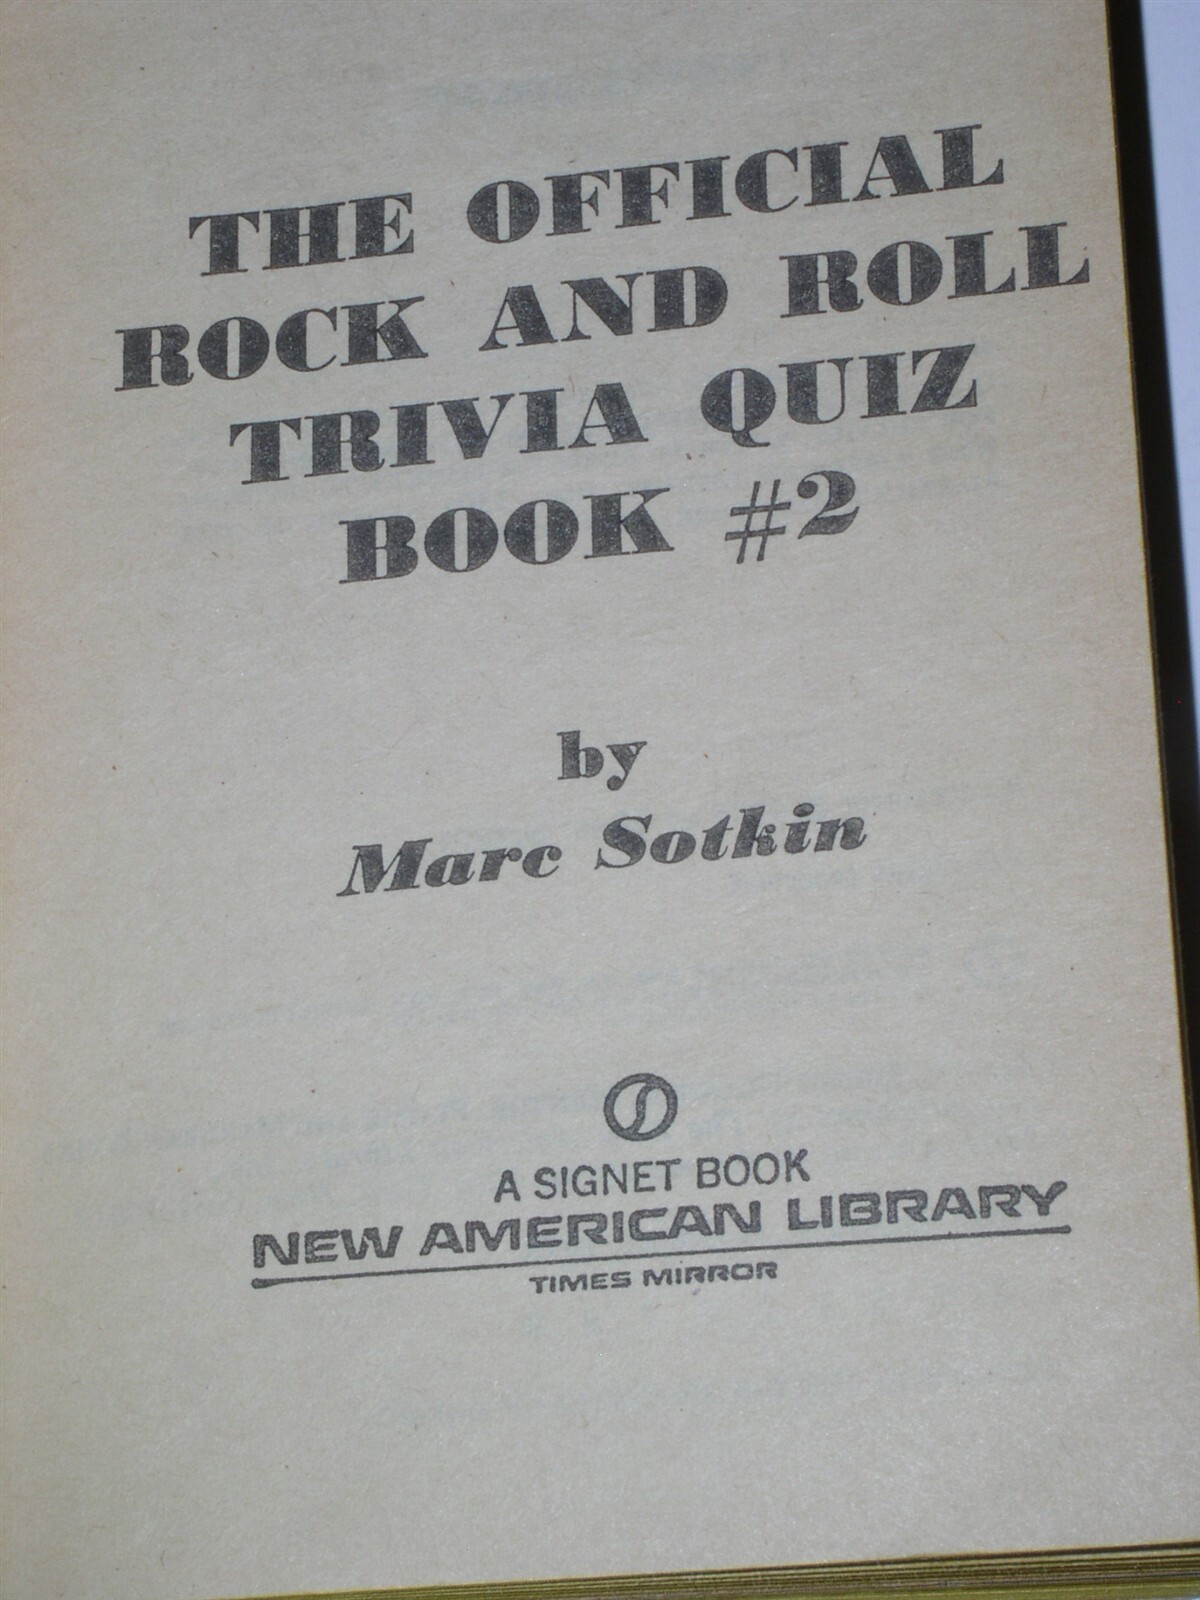 THE OFFICIAL
ROCK AND ROLL
TRIVIA QUIZ
BOOK #2
by
Marc Sotkin
A SIGNET BOOK
NEW AMERICAN LIBRARY
TIMES MIRROR